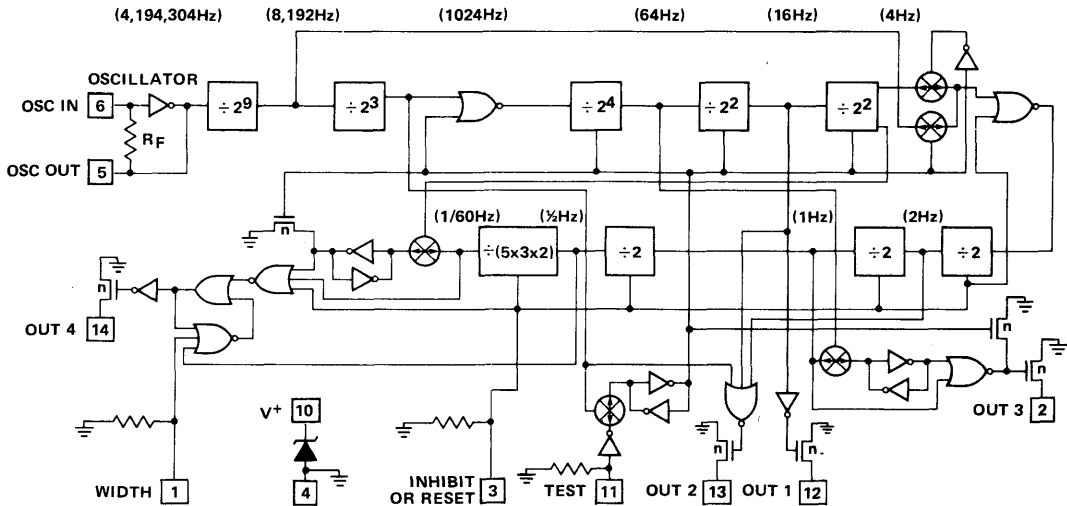 (4,194,304Hz) (8,192Hz) (1024Hz) (64Hz) (16Hz) (4Hz)
OSCILLATOR
OSC IN 6
÷2⁹ ÷2³ ÷2⁴ ÷2² ÷2² 
RF
OSC OUT 5
(1/60Hz) (½Hz) (1Hz) (2Hz)
n
÷(5x3x2) ÷2 ÷2 ÷2
n
OUT 4
14
n
n
OUT 3 2
V+ 10
n
n
WIDTH 1
4
INHIBIT
OR RESET 3
TEST 11
OUT 2 13
OUT 1 12